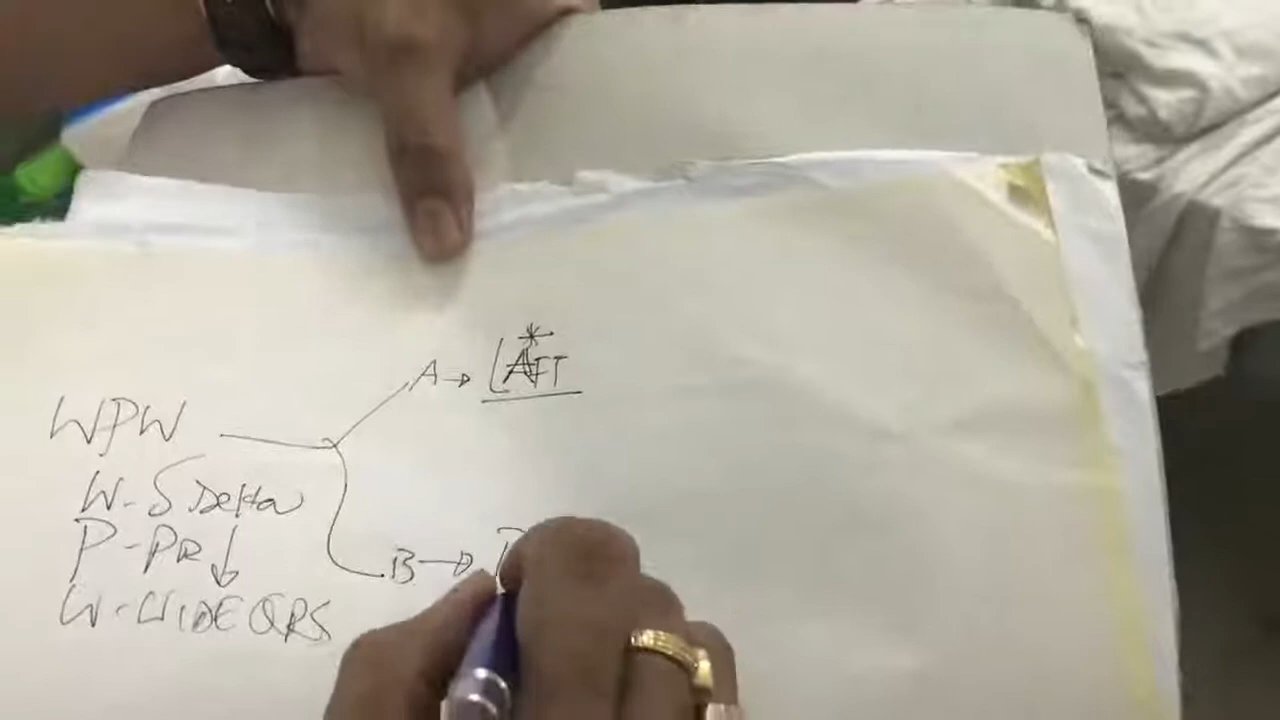 A → LAFT
WPW
W-δ Delta
B →
P-PR ↓
W-WIDE QRS